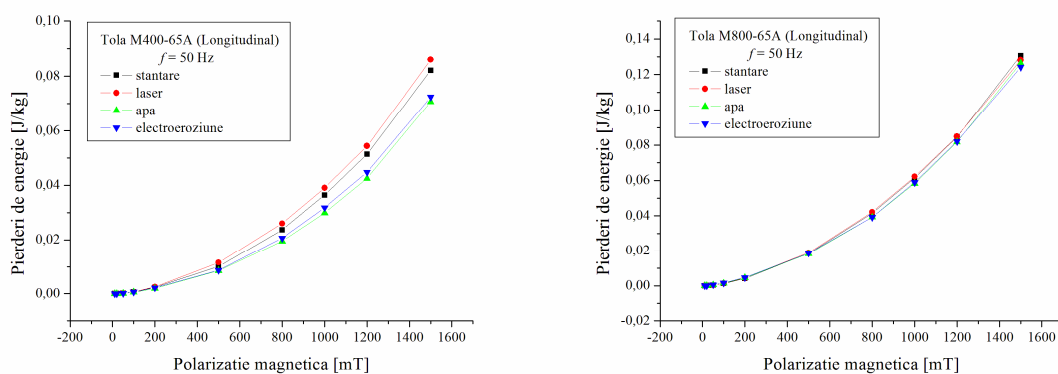 Tola M400-65A (Longitudinal)
f = 50 Hz
stantare
laser
apa
electroeroziune
Pierderi de energie [J/kg]
0,10
0,08
0,06
0,04
0,02
0,00
-200 0 200 400 600 800 1000 1200 1400 1600
Polarizatie magnetica [mT]
Tola M800-65A (Longitudinal)
f = 50 Hz
stantare
laser
apa
electroeroziune
Pierderi de energie [J/kg]
0,14
0,12
0,10
0,08
0,06
0,04
0,02
0,00
-0,02
-200 0 200 400 600 800 1000 1200 1400 1600
Polarizatie magnetica [mT]